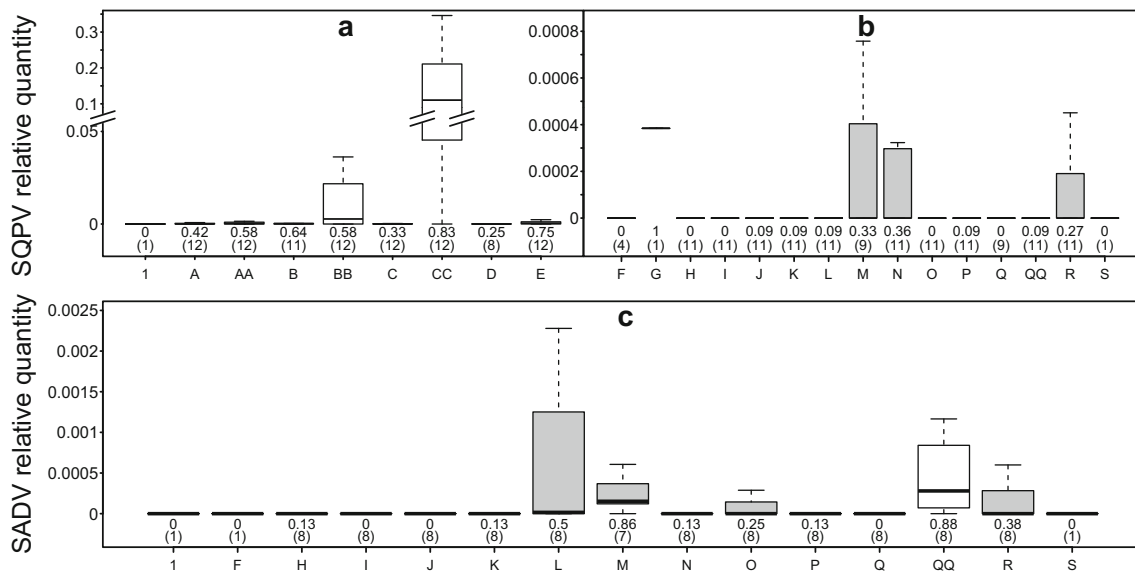 SQPV relative quantity
a
0.3
0.2
0.1
0.05
0
0 0.42 0.58 0.64 0.58 0.33 0.83 0.25 0.75
(1) (12) (12) (11) (12) (12) (12) (8) (12)
1 A AA B BB C CC D E
b
0.0008
0.0006
0.0004
0.0002
0
0 1 0 0 0.09 0.09 0.09 0.33 0.36 0 0.09 0 0.09 0.27 0
(4) (1) (11) (11) (11) (11) (11) (9) (11) (11) (11) (9) (11) (11) (1)
F G H I J K L M N O P Q QQ R S
SADV relative quantity
c
0.0025
0.002
0.0015
0.001
0.0005
0
0 0 0.13 0 0 0.13 0.5 0.86 0.13 0.25 0.13 0 0.88 0.38 0
(1) (1) (8) (8) (8) (8) (8) (7) (8) (8) (8) (8) (8) (8) (1)
1 F H I J K L M N O P Q QQ R S